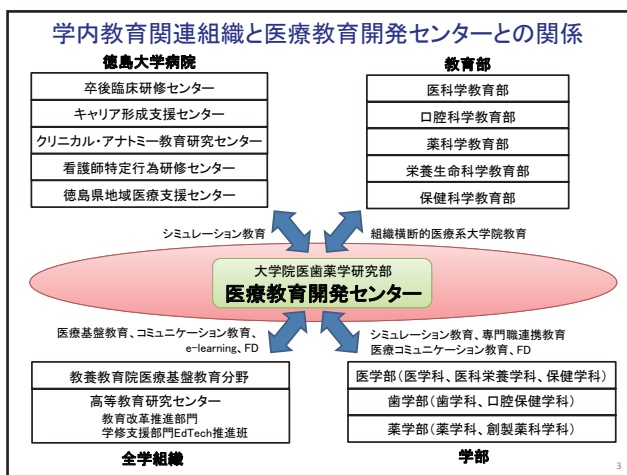 学内教育関連組織と医療教育開発センターとの関係
徳島大学病院
卒後臨床研修センター
キャリア形成支援センター
クリニカル・アナトミー教育研究センター
看護師特定行為研修センター
徳島県地域医療支援センター
教育部
医科学教育部
口腔科学教育部
薬科学教育部
栄養生命科学教育部
保健科学教育部
シミュレーション教育
組織横断的医療系大学院教育
大学院医歯薬学研究部
医療教育開発センター
医療基盤教育、コミュニケーション教育、
e-learning、FD
シミュレーション教育、専門職連携教育
医療コミュニケーション教育、FD
教養教育院医療基盤教育分野
高等教育研究センター
教育改革推進部門
学修支援部門EdTech推進班
全学組織
医学部(医学科、医科栄養学科、保健学科)
歯学部(歯学科、口腔保健学科)
薬学部(薬学科、創製薬科学科)
学部
3